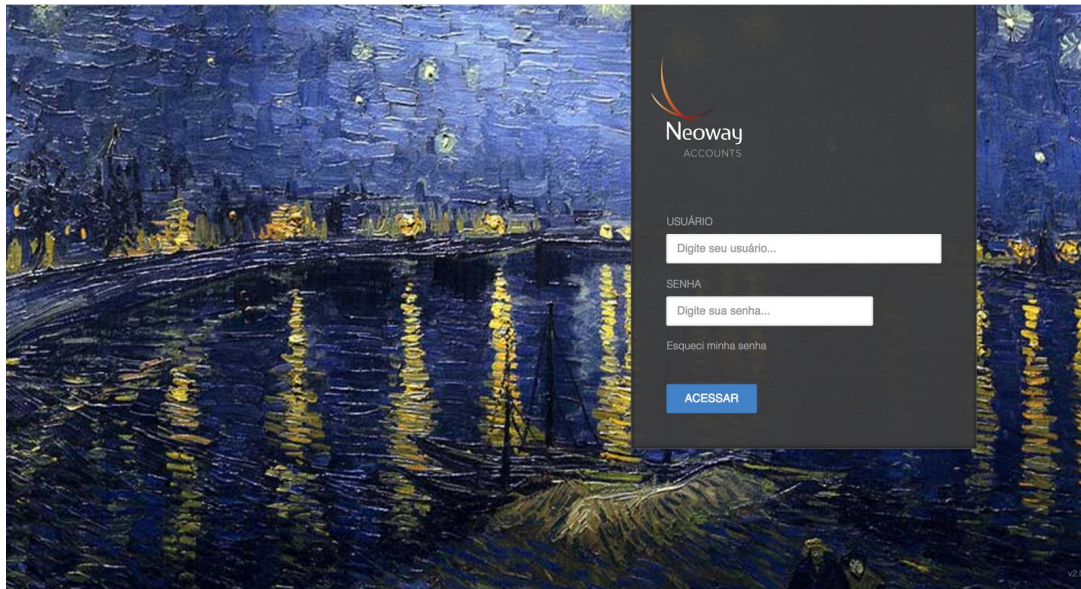 Neoway
ACCOUNTS
USUÁRIO
Digite seu usuário...
SENHA
Digite sua senha...
Esqueci minha senha
ACESSAR